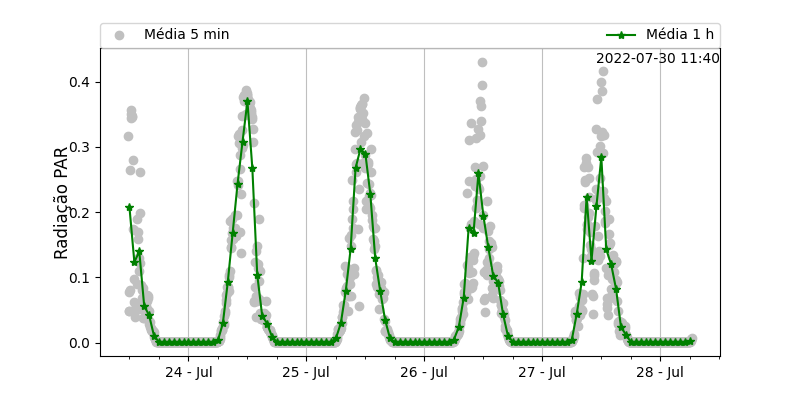 Média 5 min
Média 1 h
2022-07-30 11:40
Radiação PAR
0.4
0.3
0.2
0.1
0.0
24 - Jul
25 - Jul
26 - Jul
27 - Jul
28 - Jul